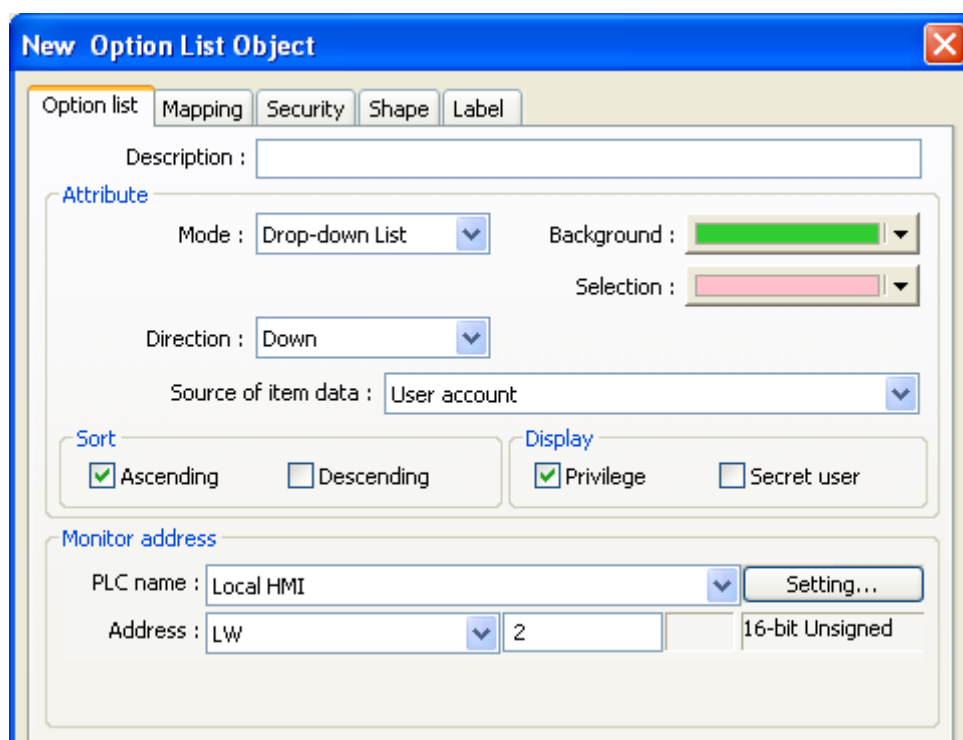 New Option List Object
Option list Mapping Security Shape Label
Description :
Attribute
Mode : Drop-down List Background :
Selection :
Direction : Down
Source of item data : User account
Sort Display
Ascending Descending Privilege Secret user
Monitor address
PLC name : Local HMI Setting...
Address : LW 2 16-bit Unsigned